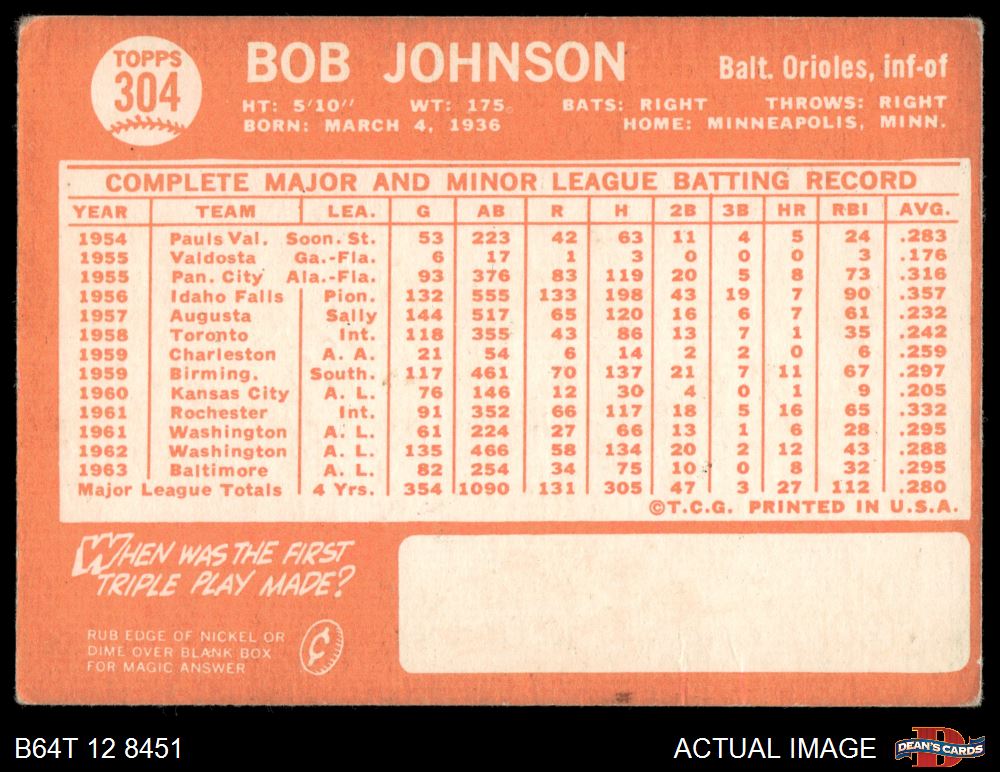 TOPPS
304
BOB JOHNSON
Balt. Orioles, inf-of
HT: 5'10" WT: 175. BATS: RIGHT THROWS: RIGHT
BORN: MARCH 4, 1936 HOME: MINNEAPOLIS, MINN.
COMPLETE MAJOR AND MINOR LEAGUE BATTING RECORD
YEAR TEAM LEA. G AB R H 2B 3B HR RBI AVG.
1954 Pauls Val. Soon. St. 53 223 42 63 11 4 5 24 .283
1955 Valdosta Ga.-Fla. 6 17 1 3 0 0 0 3 .176
1955 Pan. City Ala.-Fla. 93 376 83 119 20 5 8 73 .316
1956 Idaho Falls Pion. 132 555 133 198 43 19 7 90 .357
1957 Augusta Sally 144 517 65 120 16 6 7 61 .232
1958 Toronto Int. 118 355 43 86 13 7 1 35 .242
1959 Charleston A. A. 21 54 6 14 2 2 0 6 .259
1959 Birming. South. 117 461 70 137 21 7 11 67 .297
1960 Kansas City A. L. 76 146 12 30 4 0 1 9 .205
1961 Rochester Int. 91 352 66 117 18 5 16 65 .332
1961 Washington A. L. 61 224 27 66 13 1 6 28 .295
1962 Washington A. L. 135 466 58 134 20 2 12 43 .288
1963 Baltimore A. L. 82 254 34 75 10 0 8 32 .295
Major League Totals 4 Yrs. 354 1090 131 305 47 3 27 112 .280
©T.C.G. PRINTED IN U.S.A.
WHEN WAS THE FIRST
TRIPLE PLAY MADE?
RUB EDGE OF NICKEL OR
DIME OVER BLANK BOX
FOR MAGIC ANSWER
¢
B64T 12 8451
ACTUAL IMAGE
DEAN'S CARDS